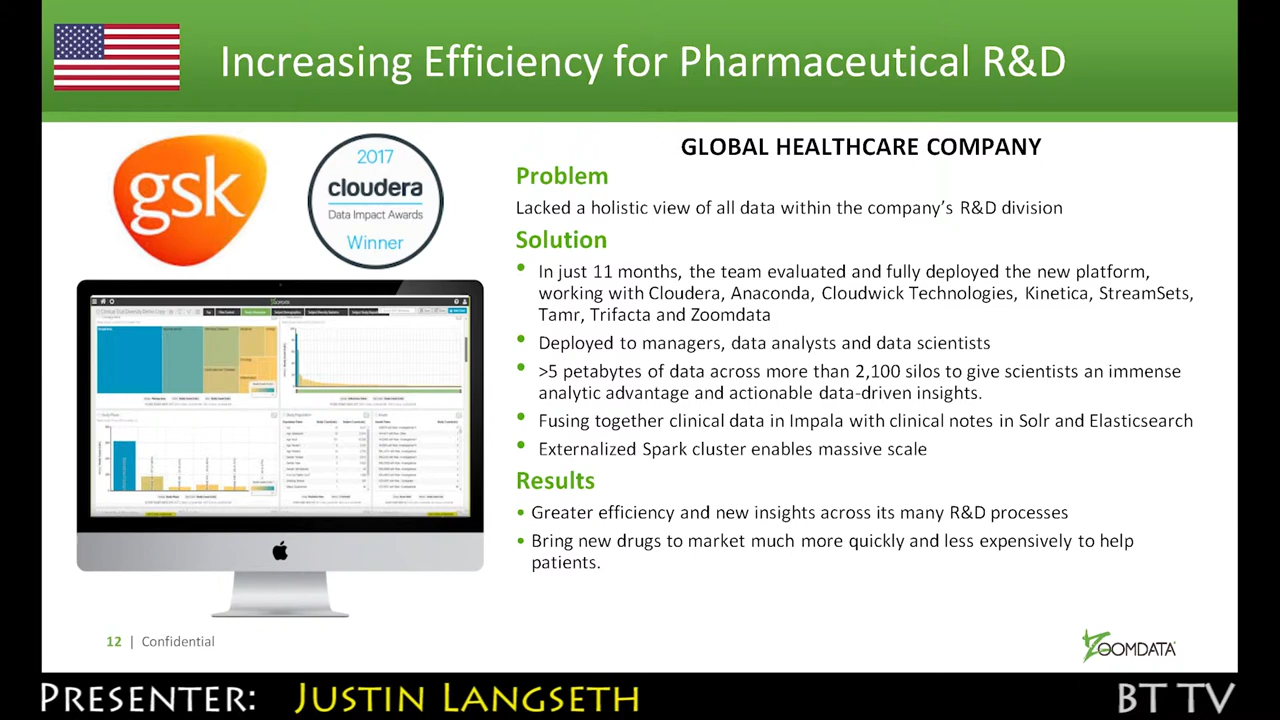 Increasing Efficiency for Pharmaceutical R&D
gsk
2017
cloudera
Data Impact Awards
Winner
GLOBAL HEALTHCARE COMPANY
Problem
Lacked a holistic view of all data within the company's R&D division
Solution
• In just 11 months, the team evaluated and fully deployed the new platform,
working with Cloudera, Anaconda, Cloudwick Technologies, Kinetica, StreamSets,
Tamr, Trifacta and Zoomdata
• Deployed to managers, data analysts and data scientists
• >5 petabytes of data across more than 2,100 silos to give scientists an immense
analytic advantage and actionable data-driven insights.
• Fusing together clinical data in Impala with clinical notes in Solr and Elasticsearch
• Externalized Spark cluster enables massive scale
Results
• Greater efficiency and new insights across its many R&D processes
• Bring new drugs to market much more quickly and less expensively to help
patients.
ZOOMDATA
12 | Confidential
ZOOMDATA
PRESENTER: JUSTIN LANGSETH
BT TV